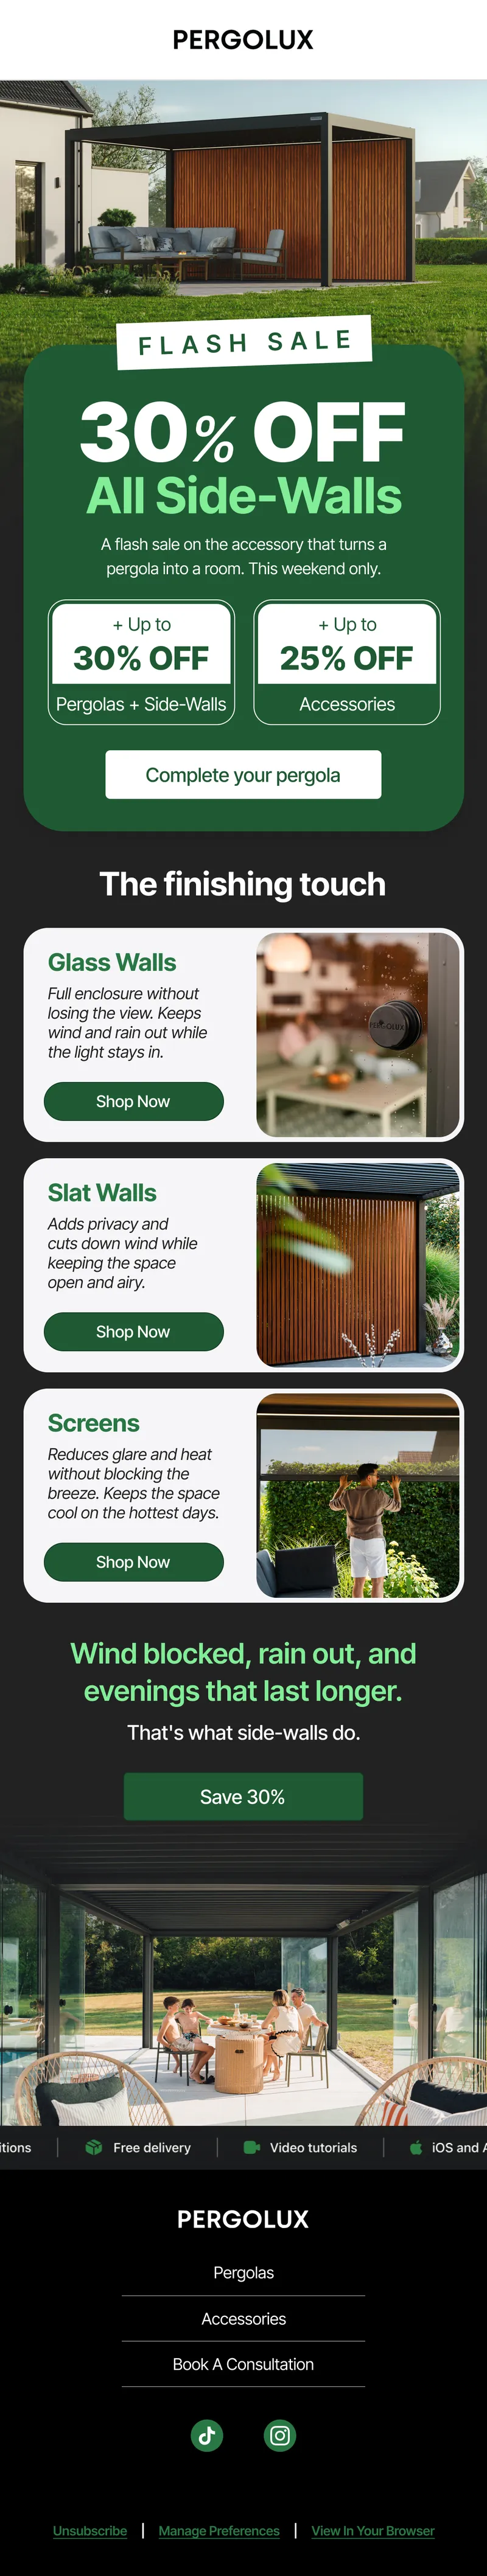 PERGOLUX
FLASH SALE
30% OFF
All Side-Walls
A flash sale on the accessory that turns a
pergola into a room. This weekend only.
+ Up to
30% OFF
Pergolas + Side-Walls
+ Up to
25% OFF
Accessories
Complete your pergola
The finishing touch
Glass Walls
Full enclosure without
losing the view. Keeps
wind and rain out while
the light stays in.
Shop Now
PERGOLUX
Slat Walls
Adds privacy and
cuts down wind while
keeping the space
open and airy.
Shop Now
Screens
Reduces glare and heat
without blocking the
breeze. Keeps the space
cool on the hottest days.
Shop Now
Wind blocked, rain out, and
evenings that last longer.
That's what side-walls do.
Save 30%
itions | Free delivery | Video tutorials | iOS and A
PERGOLUX
Pergolas
Accessories
Book A Consultation
Unsubscribe | Manage Preferences | View In Your Browser